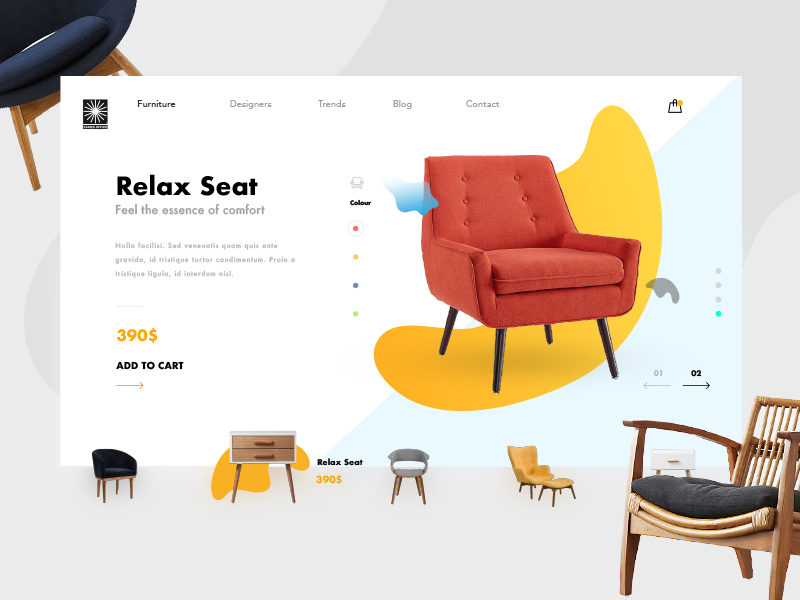 Furniture
Designers
Trends
Blog
Contact
EAMES OFFICE
Relax Seat
Feel the essence of comfort
Colour
Nulla facilisi. Sed venenatis quam quis ante
gravida, id tristique tortor condimentum. Proin a
tristique ligula, id interdum nisl.
390$
ADD TO CART
01
02
Relax Seat
390$